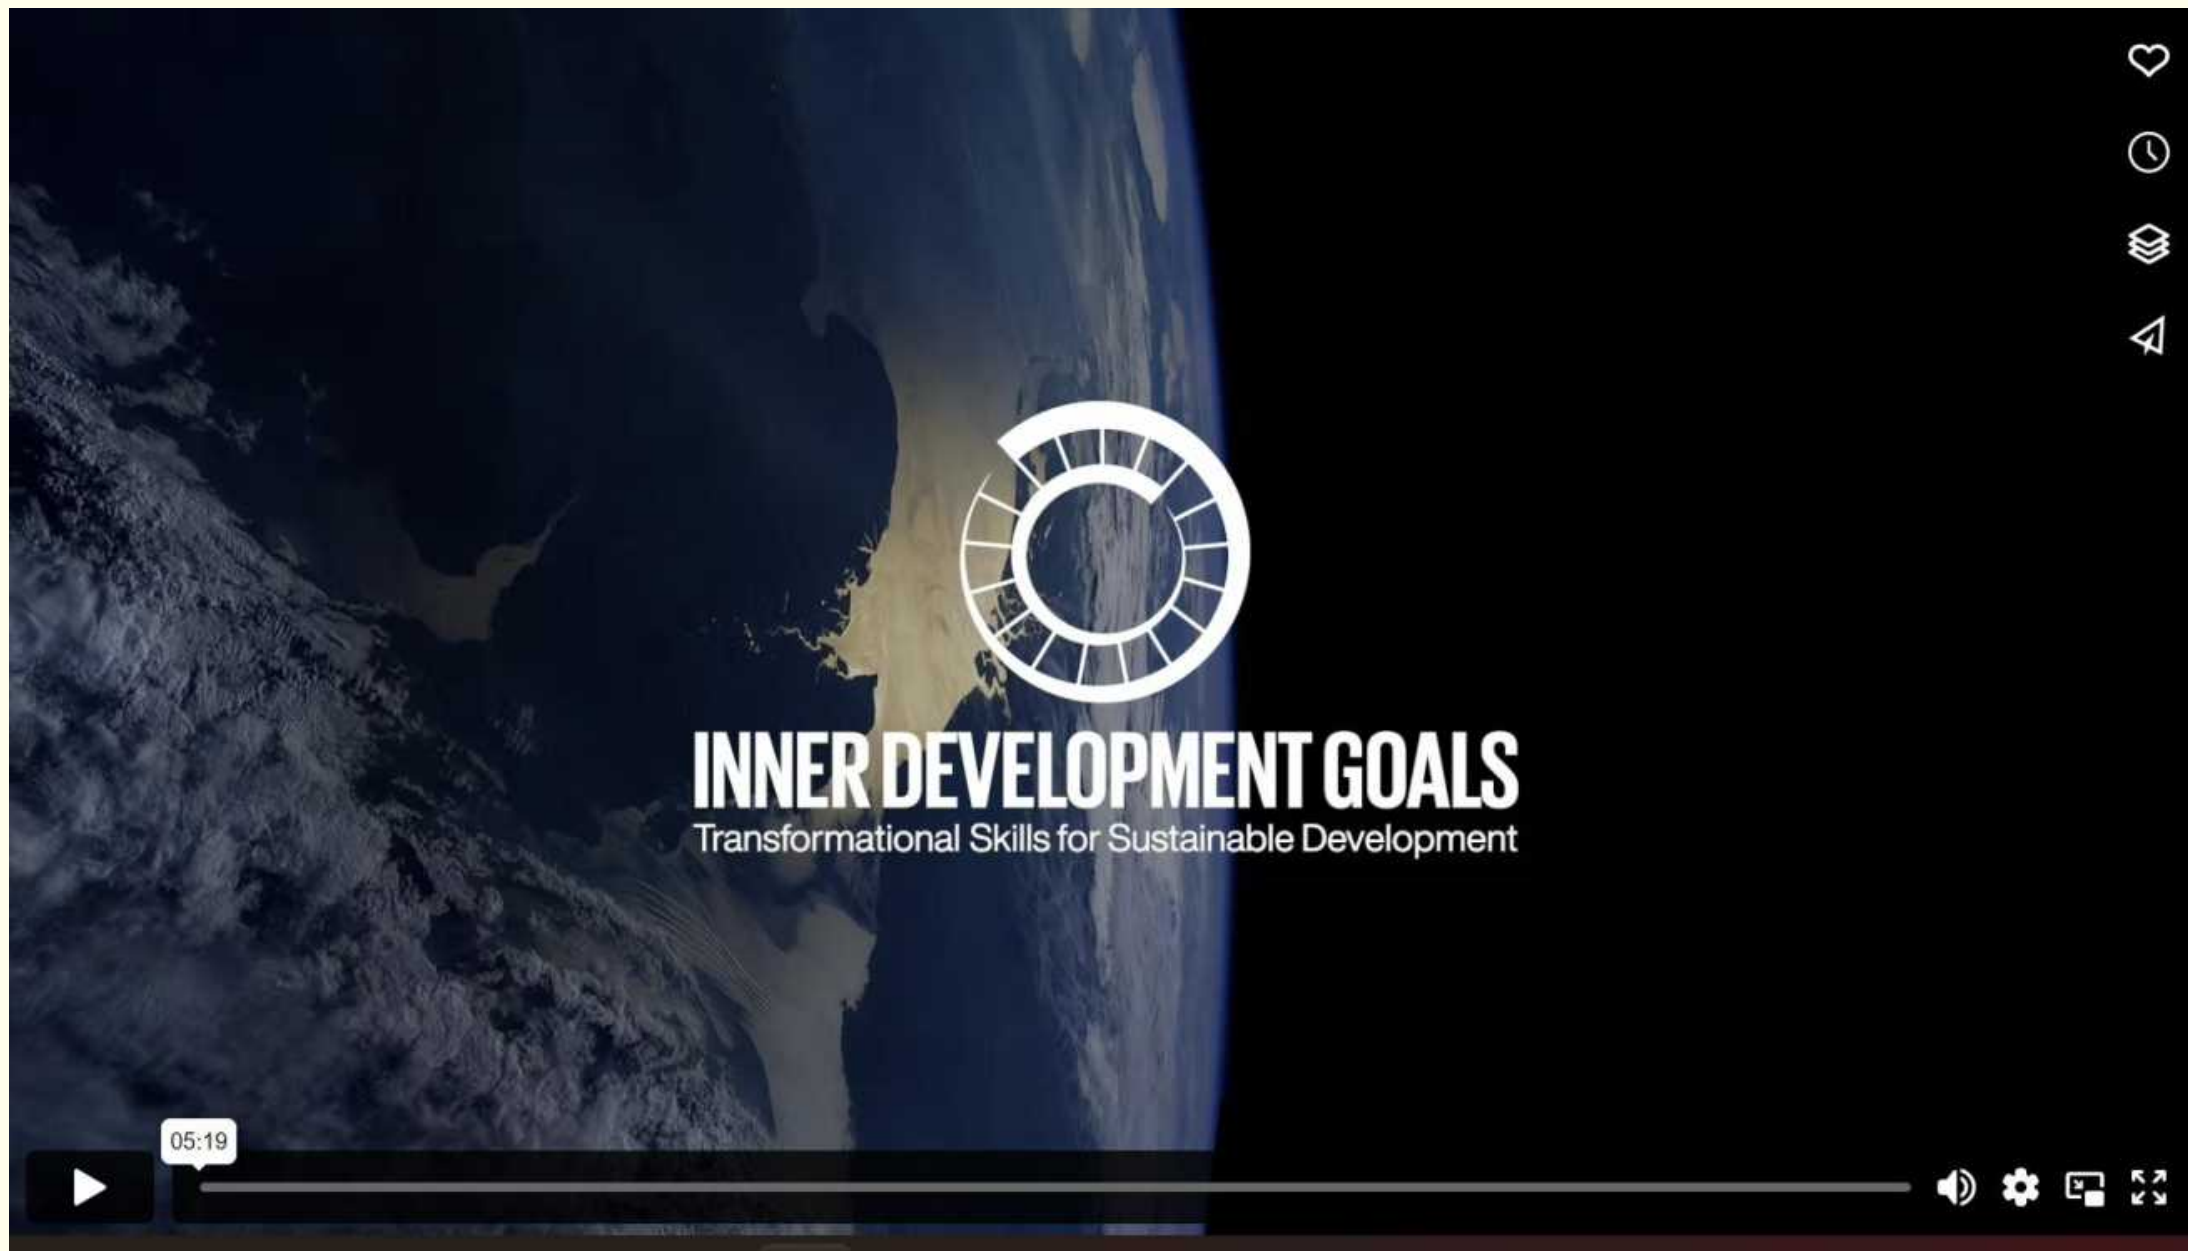 INNER DEVELOPMENT GOALS
Transformational Skills for Sustainable Development
05:19